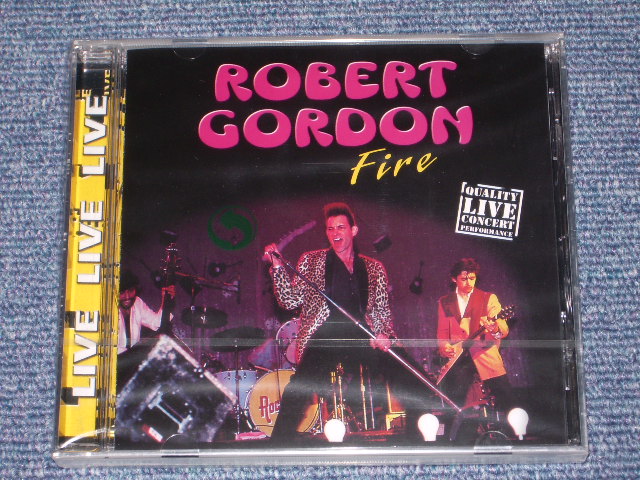 ROBERT
GORDON
Fire
QUALITY
LIVE
CONCERT
PERFORMANCE
LIVE LIVE LIVE